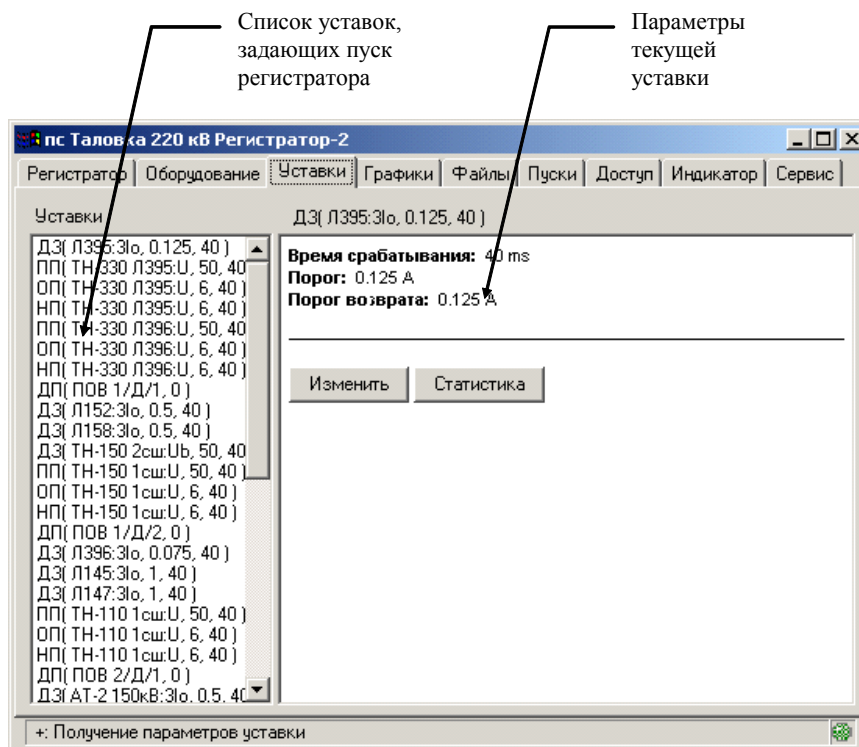 Список уставок,
задающих пуск
регистратора
Параметры
текущей
уставки
пс Таловка 220 кВ Регистратор-2
Регистратор Оборудование Уставки Графики Файлы Пуски Доступ Индикатор Сервис
Уставки
ДЗ( Л395:3Io, 0.125, 40 )
ДЗ( Л395:3Io, 0.125, 40 )
ПП( ТН-330 Л395:U, 50, 40
ОП( ТН-330 Л395:U, 6, 40 )
НП( ТН-330 Л395:U, 6, 40 )
ПП( ТН-330 Л396:U, 50, 40
ОП( ТН-330 Л396:U, 6, 40 )
НП( ТН-330 Л396:U, 6, 40 )
ДП( ПОВ 1/Д/1, 0 )
ДЗ( Л152:3Io, 0.5, 40 )
ДЗ( Л158:3Io, 0.5, 40 )
ДЗ( ТН-150 2сш:Ub, 50, 40
ПП( ТН-150 1сш:U, 50, 40 )
ОП( ТН-150 1сш:U, 6, 40 )
НП( ТН-150 1сш:U, 6, 40 )
ДП( ПОВ 1/Д/2, 0 )
ДЗ( Л396:3Io, 0.075, 40 )
ДЗ( Л145:3Io, 1, 40 )
ДЗ( Л147:3Io, 1, 40 )
ПП( ТН-110 1сш:U, 50, 40 )
ОП( ТН-110 1сш:U, 6, 40 )
НП( ТН-110 1сш:U, 6, 40 )
ДП( ПОВ 2/Д/1, 0 )
ДЗ( АТ-2 150кВ:3Io, 0.5, 40
Время срабатывания: 40 ms
Порог: 0.125 А
Порог возврата: 0.125 А
Изменить Статистика
+: Получение параметров уставки